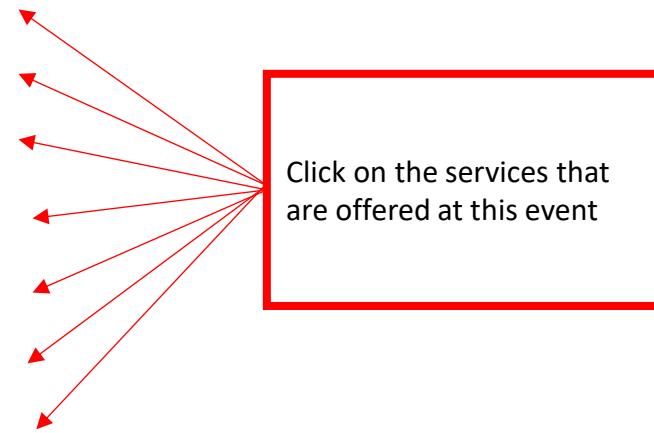 Click on the services that
are offered at this event